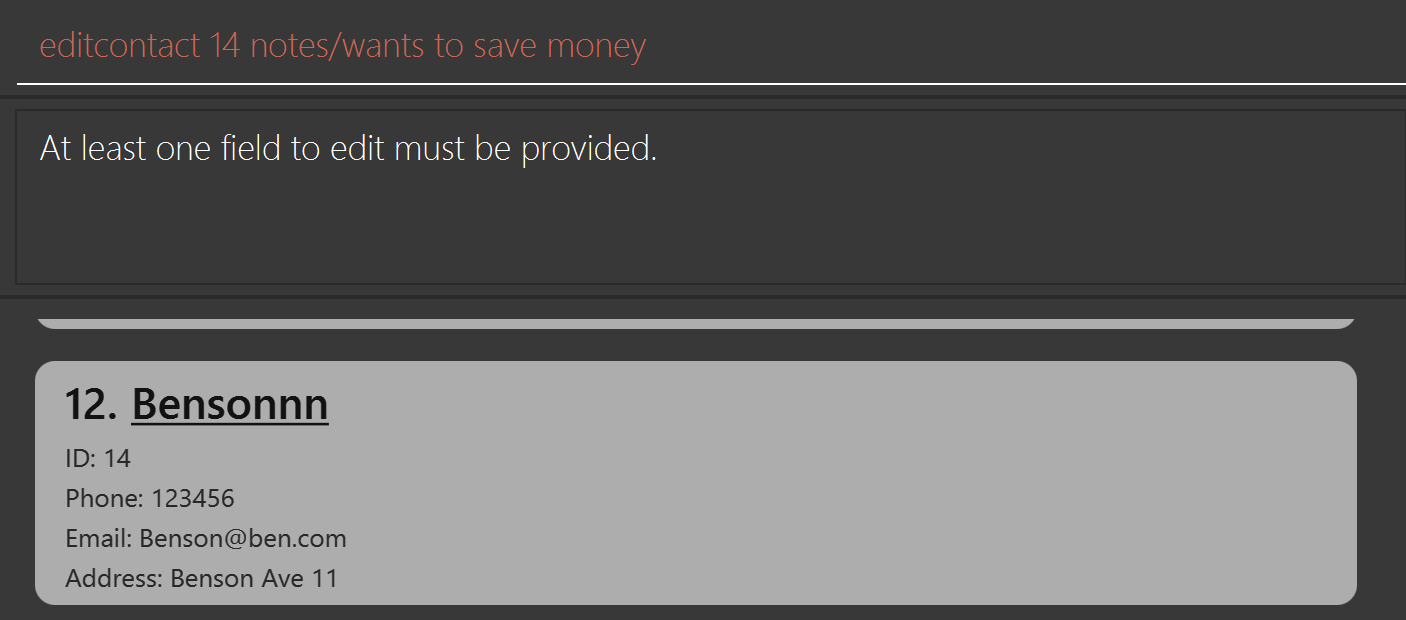 editcontact 14 notes/wants to save money
At least one field to edit must be provided.
12. Bensonnn
ID: 14
Phone: 123456
Email: Benson@ben.com
Address: Benson Ave 11